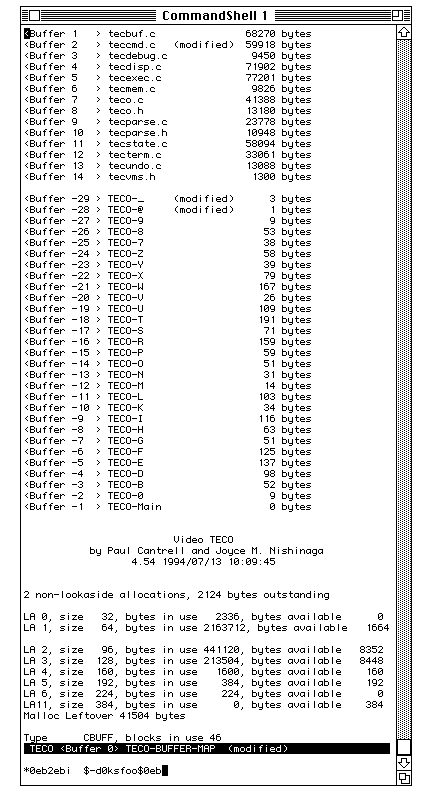 CommandShell 1
<Buffer 1 > tecbuf.c 68270 bytes
<Buffer 2 > teccmd.c (modified) 59918 bytes
<Buffer 3 > tecdebug.c 9450 bytes
<Buffer 4 > tecdisp.c 71902 bytes
<Buffer 5 > tecexec.c 77201 bytes
<Buffer 6 > tecmem.c 9826 bytes
<Buffer 7 > teco.c 41388 bytes
<Buffer 8 > teco.h 13180 bytes
<Buffer 9 > tecparse.c 23778 bytes
<Buffer 10 > tecparse.h 10948 bytes
<Buffer 11 > tecstate.c 58094 bytes
<Buffer 12 > tecterm.c 33061 bytes
<Buffer 13 > tecundo.c 13088 bytes
<Buffer 14 > tecvms.h 1300 bytes
<Buffer -29 > TECO-_ (modified) 3 bytes
<Buffer -28 > TECO-@ (modified) 1 bytes
<Buffer -27 > TECO-9 9 bytes
<Buffer -26 > TECO-8 53 bytes
<Buffer -25 > TECO-7 38 bytes
<Buffer -24 > TECO-Z 58 bytes
<Buffer -23 > TECO-Y 39 bytes
<Buffer -22 > TECO-X 79 bytes
<Buffer -21 > TECO-W 167 bytes
<Buffer -20 > TECO-V 26 bytes
<Buffer -19 > TECO-U 109 bytes
<Buffer -18 > TECO-T 191 bytes
<Buffer -17 > TECO-S 71 bytes
<Buffer -16 > TECO-R 159 bytes
<Buffer -15 > TECO-P 59 bytes
<Buffer -14 > TECO-O 51 bytes
<Buffer -13 > TECO-N 31 bytes
<Buffer -12 > TECO-M 14 bytes
<Buffer -11 > TECO-L 103 bytes
<Buffer -10 > TECO-K 34 bytes
<Buffer -9 > TECO-I 116 bytes
<Buffer -8 > TECO-H 63 bytes
<Buffer -7 > TECO-G 51 bytes
<Buffer -6 > TECO-F 125 bytes
<Buffer -5 > TECO-E 137 bytes
<Buffer -4 > TECO-D 98 bytes
<Buffer -3 > TECO-B 52 bytes
<Buffer -2 > TECO-0 9 bytes
<Buffer -1 > TECO-Main 0 bytes
Video TECO
by Paul Cantrell and Joyce M. Nishinaga
4.54 1994/07/13 10:09:45
2 non-lookaside allocations, 2124 bytes outstanding
LA 0, size 32, bytes in use 2336, bytes available 0
LA 1, size 64, bytes in use 2163712, bytes available 1664
LA 2, size 96, bytes in use 441120, bytes available 8352
LA 3, size 128, bytes in use 213504, bytes available 8448
LA 4, size 160, bytes in use 1600, bytes available 160
LA 5, size 192, bytes in use 384, bytes available 192
LA 6, size 224, bytes in use 224, bytes available 0
LA11, size 384, bytes in use 0, bytes available 384
Malloc Leftover 41504 bytes
Type CBUFF, blocks in use 46
TECO <Buffer 0> TECO-BUFFER-MAP (modified)
*0eb2ebi $-d0ksfoo$0eb